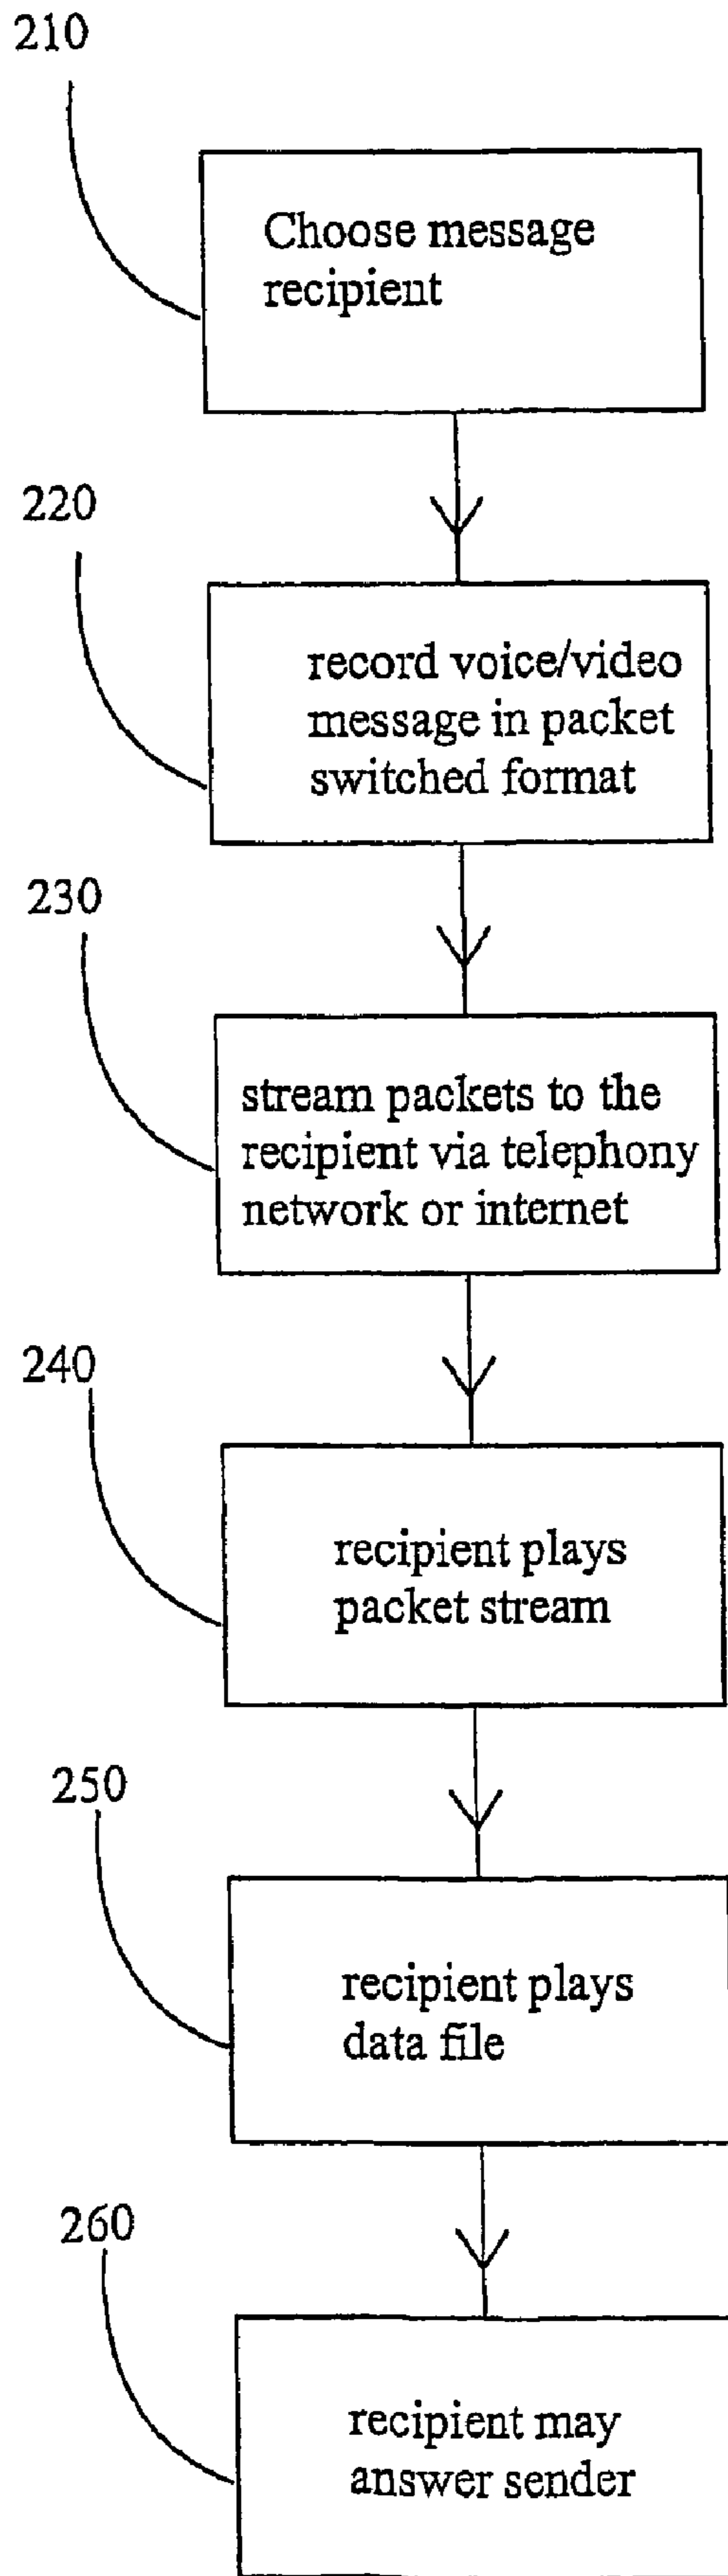 210
Choose message
recipient
220
record voice/video
message in packet
switched format
230
stream packets to the
recipient via telephony
network or internet
240
recipient plays
packet stream
250
recipient plays
data file
260
recipient may
answer sender